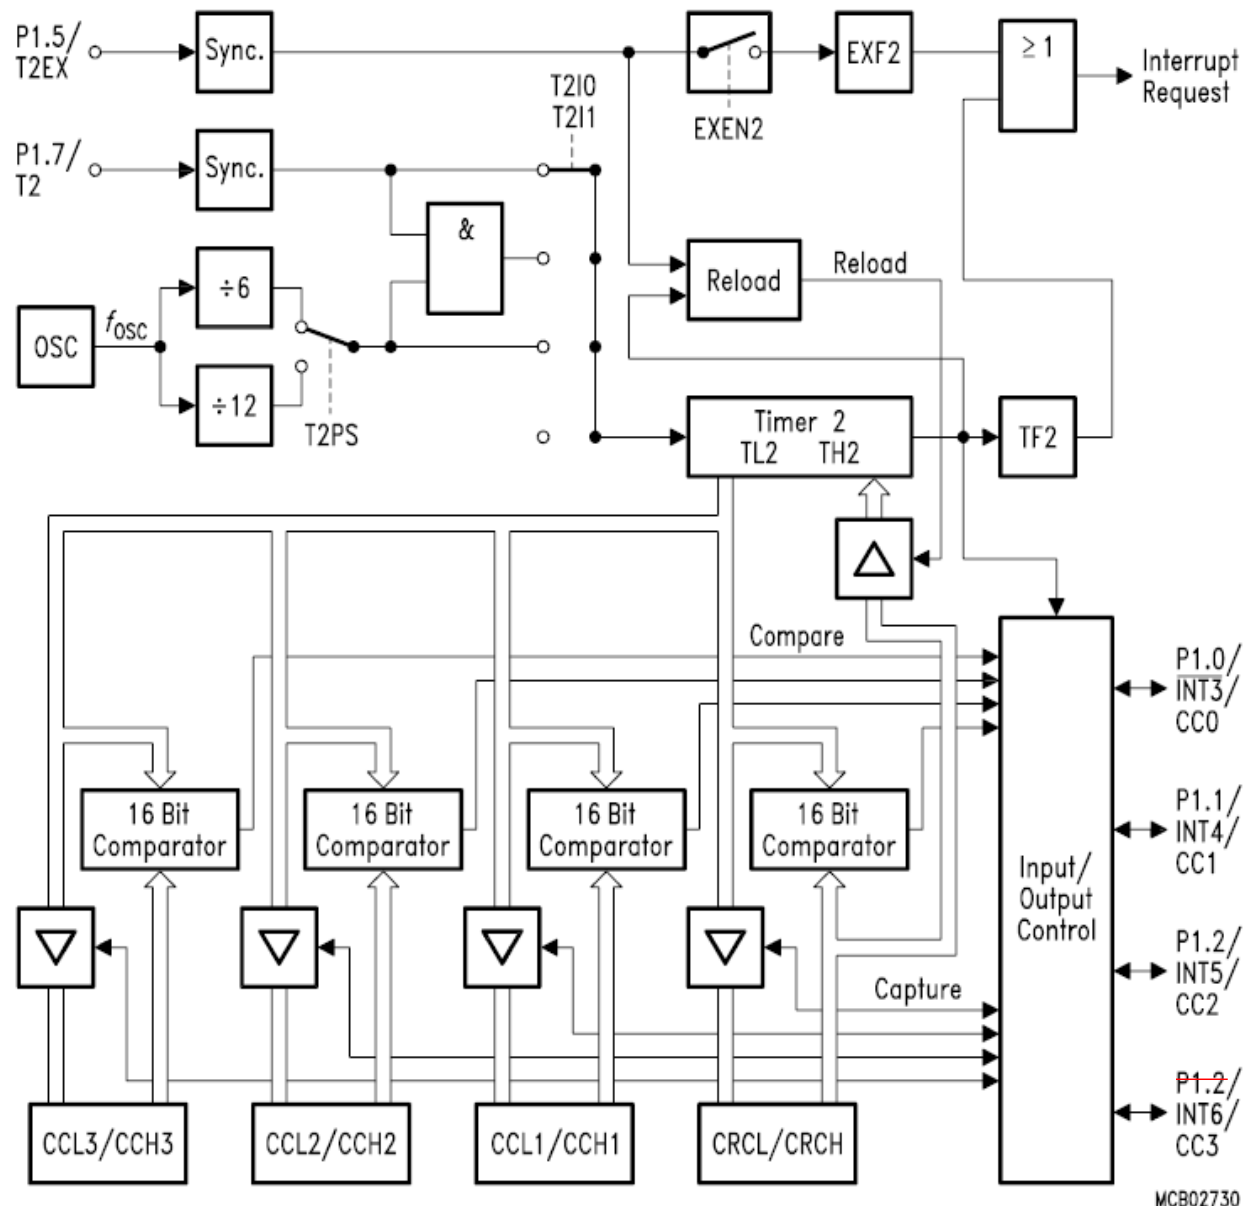 P1.5/
T2EX
Sync.
EXEN2
EXF2
≥ 1
Interrupt
Request
T2I0
T2I1
P1.7/
T2
Sync.
&
Reload
Reload
OSC
fOSC
÷6
÷12
T2PS
Timer 2
TL2 TH2
TF2
Compare
16 Bit
Comparator
16 Bit
Comparator
16 Bit
Comparator
16 Bit
Comparator
Capture
CCL3/CCH3
CCL2/CCH2
CCL1/CCH1
CRCL/CRCH
Input/
Output
Control
P1.0/
INT3/
CC0
P1.1/
INT4/
CC1
P1.2/
INT5/
CC2
P1.2/
INT6/
CC3
MCB02730